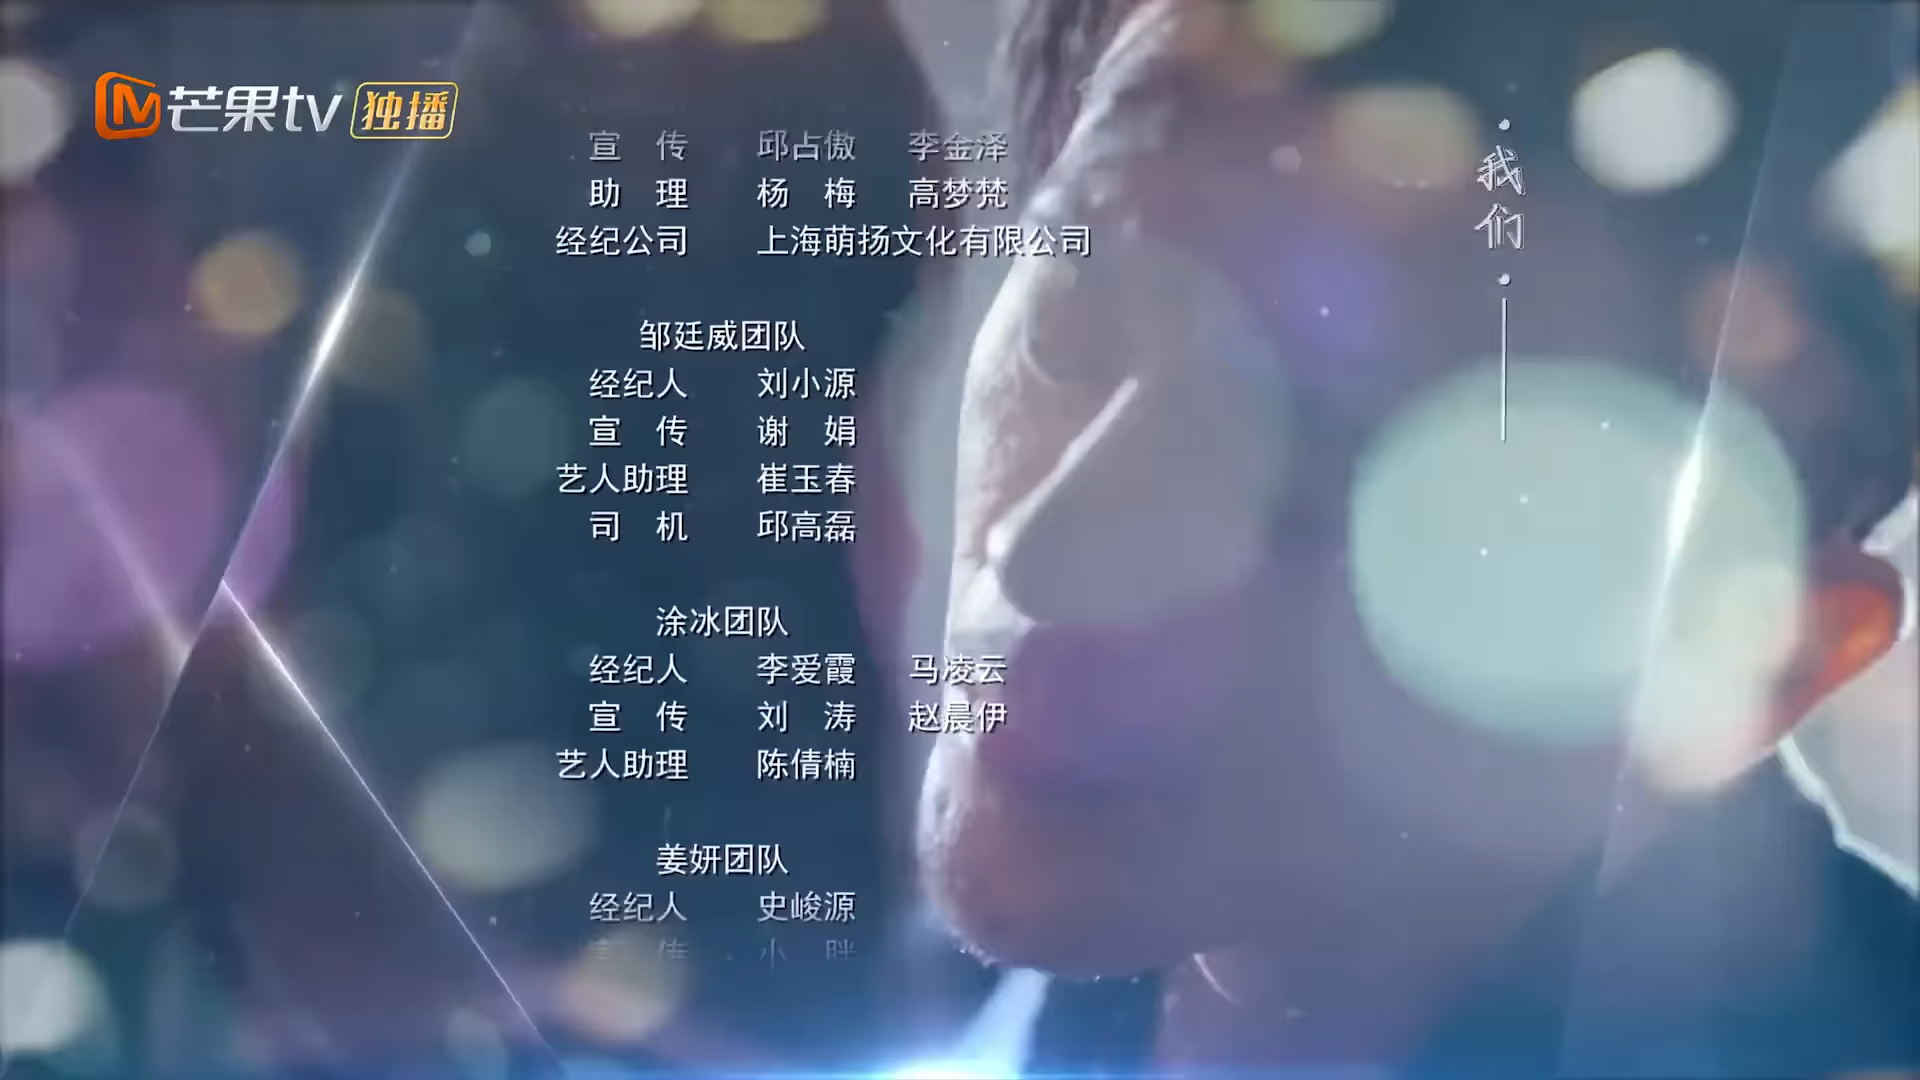 芒果tv 独播
宣 传 邱占傲 李金泽
助 理 杨 梅 高梦梵
经纪公司 上海萌扬文化有限公司
邹廷威团队
经纪人 刘小源
宣 传 谢 娟
艺人助理 崔玉春
司 机 邱高磊
涂冰团队
经纪人 李爱霞 马凌云
宣 传 刘 涛 赵晨伊
艺人助理 陈倩楠
姜妍团队
经纪人 史峻源
宣 传 小 胖
·我们·